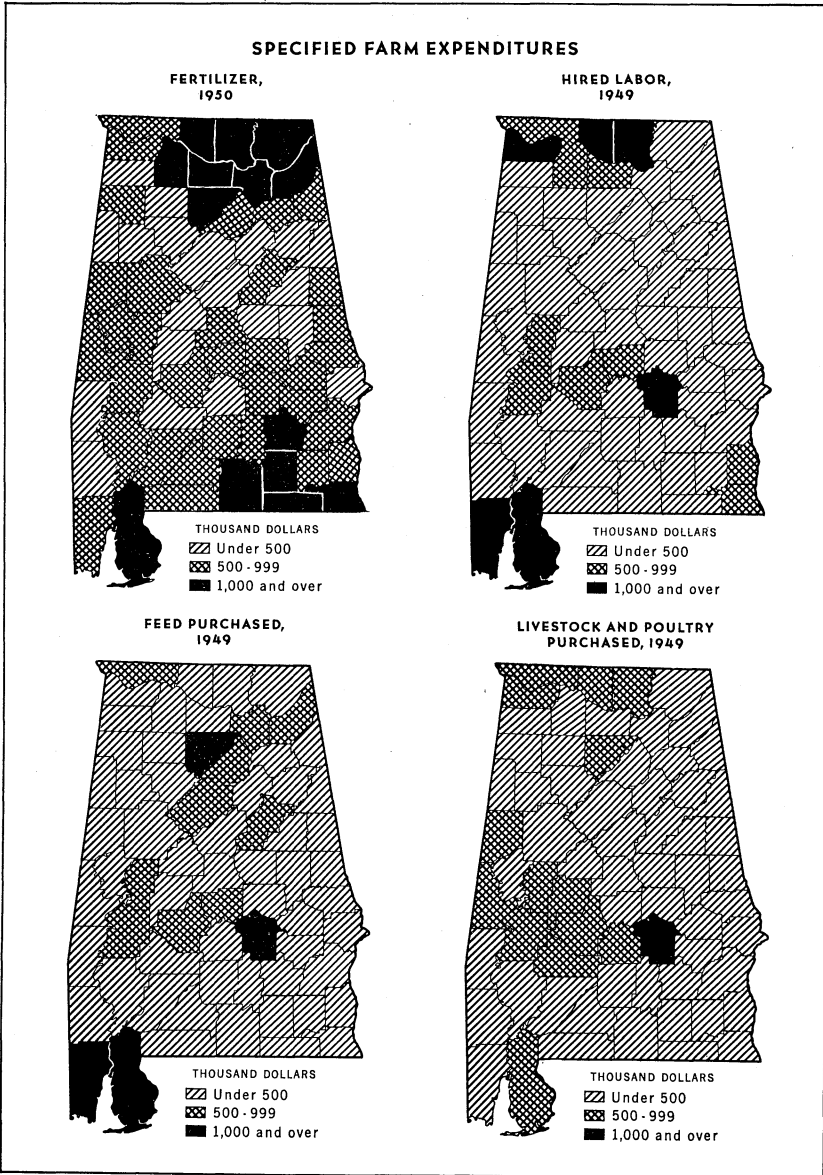 SPECIFIED FARM EXPENDITURES
FERTILIZER,
1950
THOUSAND DOLLARS
Under 500
500-999
1,000 and over
HIRED LABOR,
1949
THOUSAND DOLLARS
Under 500
500-999
1,000 and over
FEED PURCHASED,
1949
THOUSAND DOLLARS
Under 500
500-999
1,000 and over
LIVESTOCK AND POULTRY
PURCHASED, 1949
THOUSAND DOLLARS
Under 500
500-999
1,000 and over